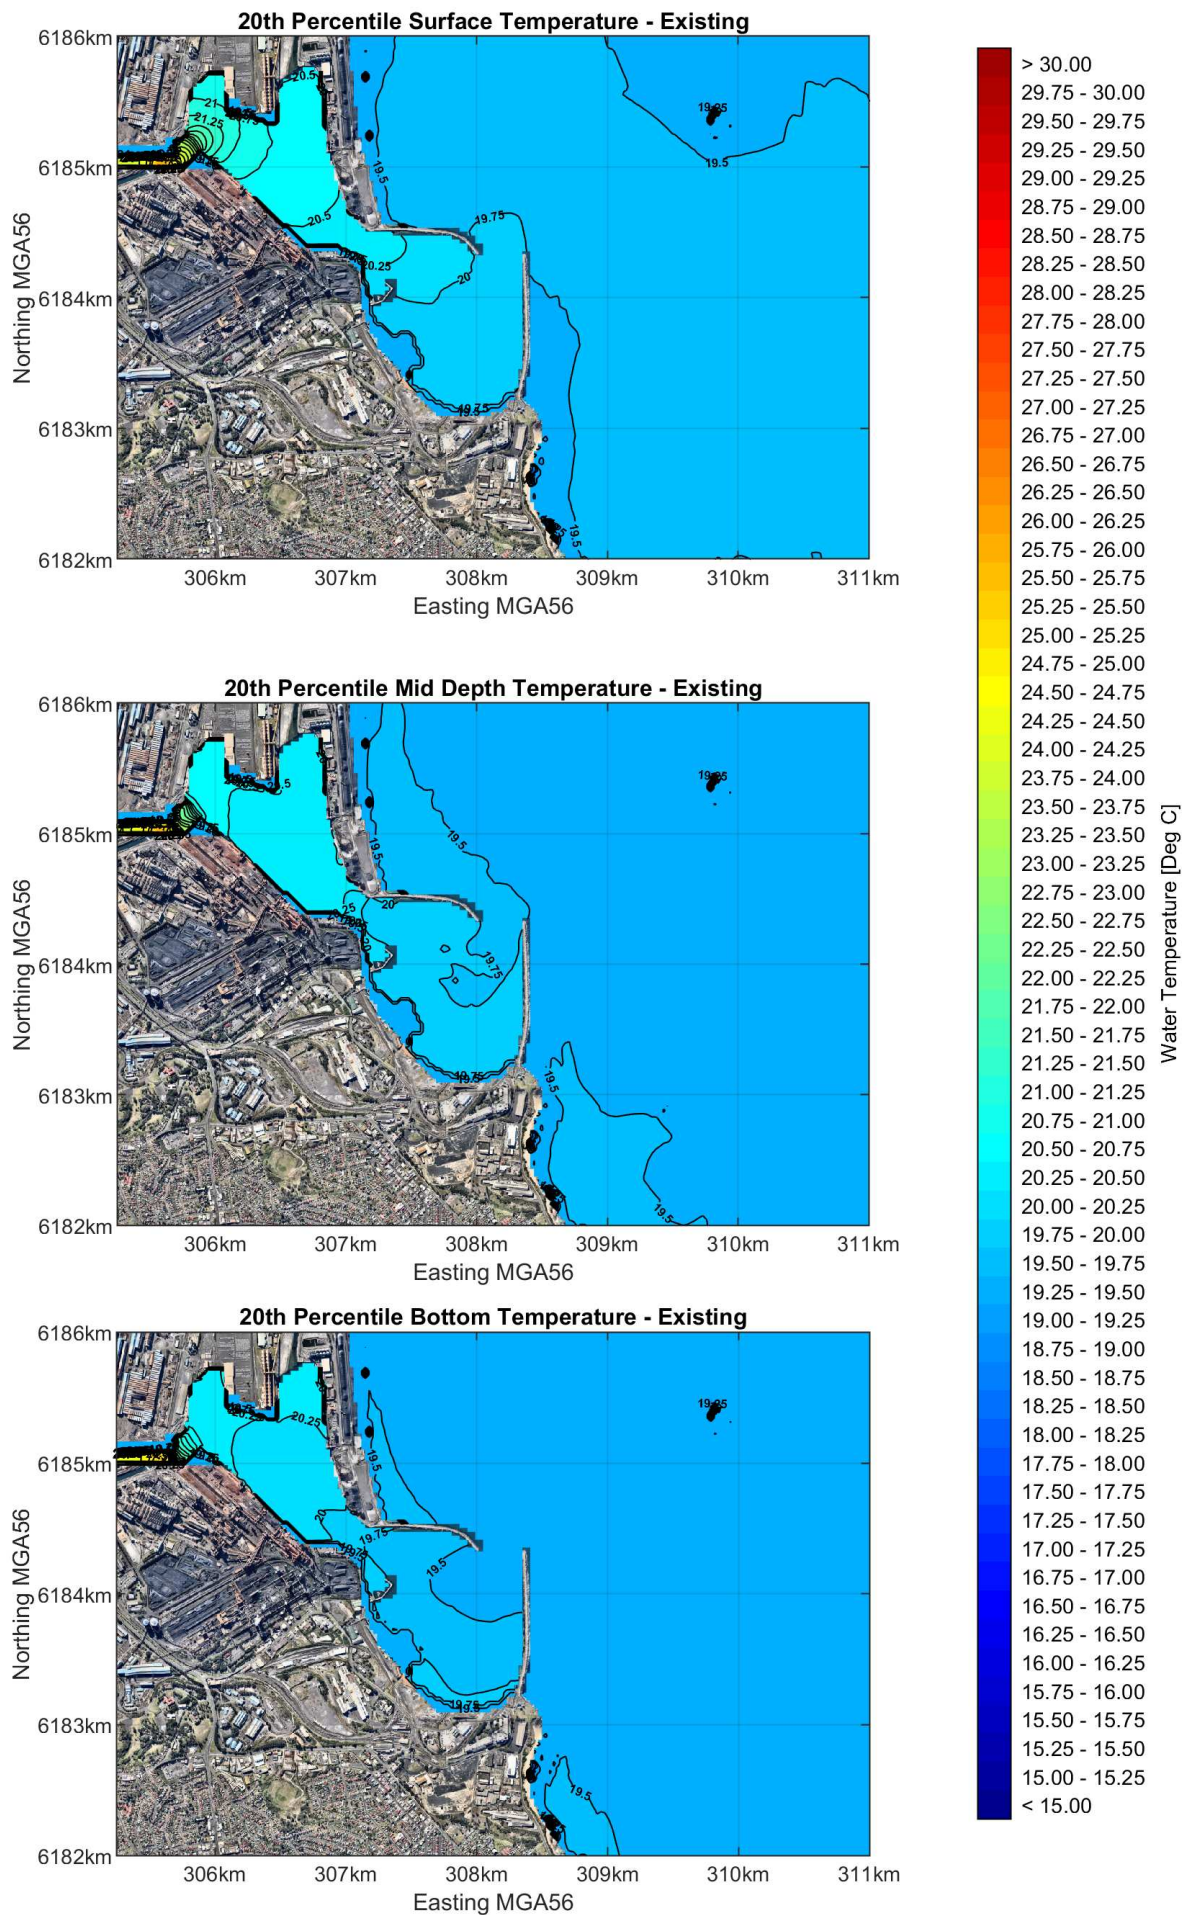 20th Percentile Surface Temperature - Existing
6186km
6185km
6184km
6183km
6182km
Northing MGA56
20.5
21
21.25
19.5
19.25
19.5
20.5
19.75
20.25
20
19.75
19.5
19.5
306km 307km 308km 309km 310km 311km
Easting MGA56
20th Percentile Mid Depth Temperature - Existing
6186km
6185km
6184km
6183km
6182km
Northing MGA56
19.25
19.5
19.5
20
19.75
20
19.75
19.5
19.5
19.5
306km 307km 308km 309km 310km 311km
Easting MGA56
20th Percentile Bottom Temperature - Existing
6186km
6185km
6184km
6183km
6182km
Northing MGA56
19.25
20.25
20.25
19.5
20
19.75
19.5
19.75
19.5
19.5
306km 307km 308km 309km 310km 311km
Easting MGA56
> 30.00
29.75 - 30.00
29.50 - 29.75
29.25 - 29.50
29.00 - 29.25
28.75 - 29.00
28.50 - 28.75
28.25 - 28.50
28.00 - 28.25
27.75 - 28.00
27.50 - 27.75
27.25 - 27.50
27.00 - 27.25
26.75 - 27.00
26.50 - 26.75
26.25 - 26.50
26.00 - 26.25
25.75 - 26.00
25.50 - 25.75
25.25 - 25.50
25.00 - 25.25
24.75 - 25.00
24.50 - 24.75
24.25 - 24.50
24.00 - 24.25
23.75 - 24.00
23.50 - 23.75
23.25 - 23.50
23.00 - 23.25
22.75 - 23.00
22.50 - 22.75
22.25 - 22.50
22.00 - 22.25
21.75 - 22.00
21.50 - 21.75
21.25 - 21.50
21.00 - 21.25
20.75 - 21.00
20.50 - 20.75
20.25 - 20.50
20.00 - 20.25
19.75 - 20.00
19.50 - 19.75
19.25 - 19.50
19.00 - 19.25
18.75 - 19.00
18.50 - 18.75
18.25 - 18.50
18.00 - 18.25
17.75 - 18.00
17.50 - 17.75
17.25 - 17.50
17.00 - 17.25
16.75 - 17.00
16.50 - 16.75
16.25 - 16.50
16.00 - 16.25
15.75 - 16.00
15.50 - 15.75
15.25 - 15.50
15.00 - 15.25
< 15.00
Water Temperature [Deg C]